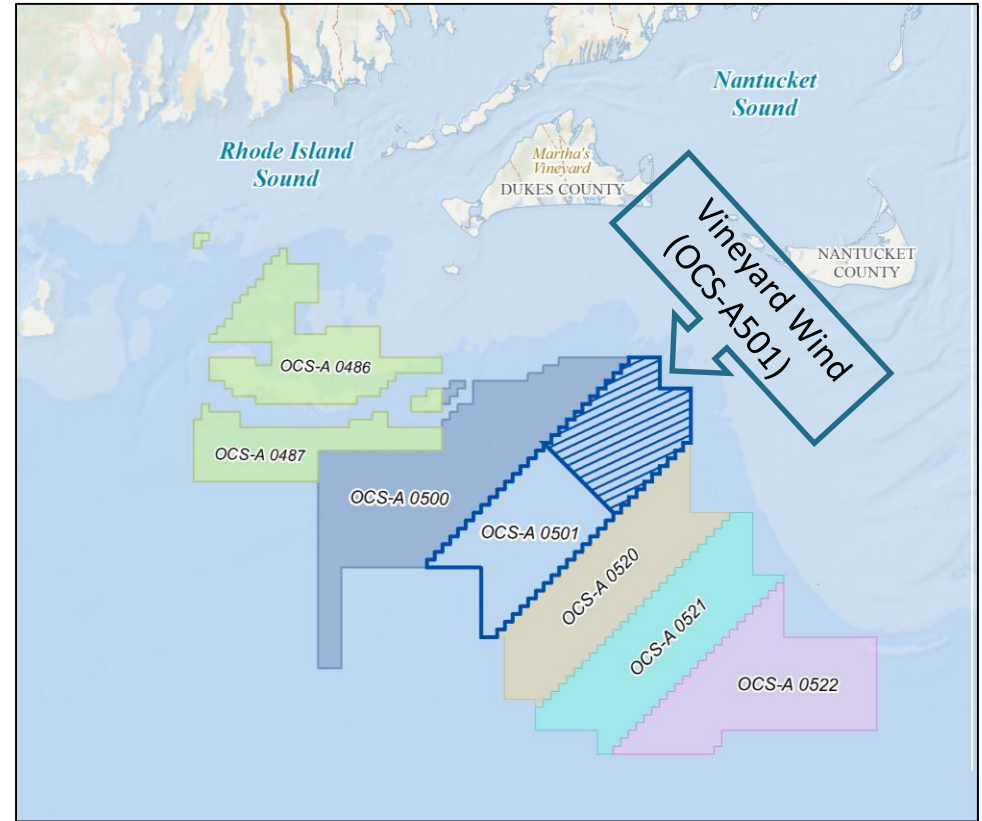 Nantucket
Sound
Rhode Island
Sound
Martha's
Vineyard
DUKES COUNTY
NANTUCKET
COUNTY
Vineyard Wind
(OCS-A501)
OCS-A 0486
OCS-A 0487
OCS-A 0500
OCS-A 0501
OCS-A 0520
OCS-A 0521
OCS-A 0522